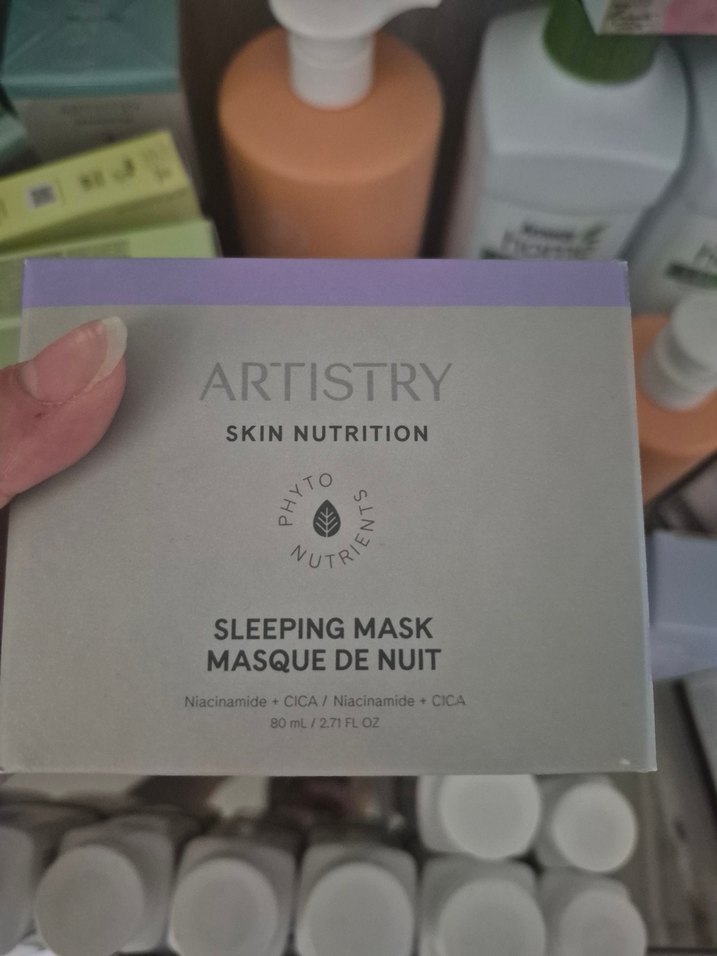 home
ARTISTRY
SKIN NUTRITION
PHYTO
NUTRIENTS
SLEEPING MASK
MASQUE DE NUIT
Niacinamide + CICA / Niacinamide + CICA
80 mL / 2.71 FL OZ